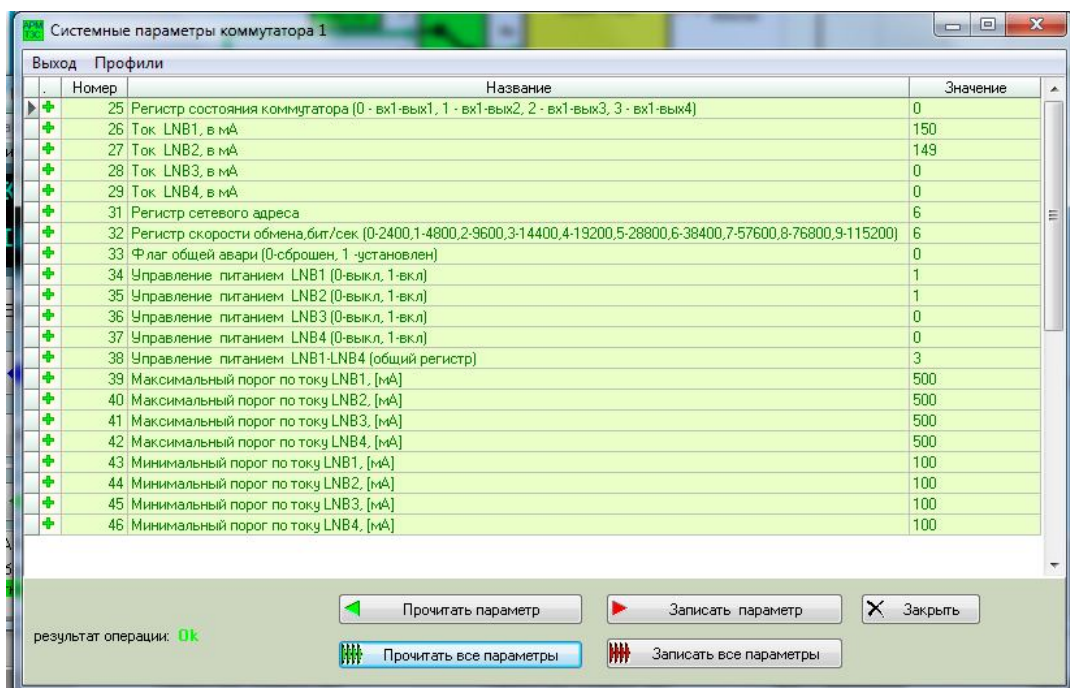 АРМ ТЗС Системные параметры коммутатора 1
Выход Профили
. Номер Название Значение
25 Регистр состояния коммутатора (0 - вх1-вых1, 1 - вх1-вых2, 2 - вх1-вых3, 3 - вх1-вых4) 0
26 Ток LNB1, в мА 150
27 Ток LNB2, в мА 149
28 Ток LNB3, в мА 0
29 Ток LNB4, в мА 0
31 Регистр сетевого адреса 6
32 Регистр скорости обмена,бит/сек (0-2400,1-4800,2-9600,3-14400,4-19200,5-28800,6-38400,7-57600,8-76800,9-115200) 6
33 Флаг общей авари (0-сброшен, 1 -установлен) 0
34 Управление питанием LNB1 (0-выкл, 1-вкл) 1
35 Управление питанием LNB2 (0-выкл, 1-вкл) 1
36 Управление питанием LNB3 (0-выкл, 1-вкл) 0
37 Управление питанием LNB4 (0-выкл, 1-вкл) 0
38 Управление питанием LNB1-LNB4 (общий регистр) 3
39 Максимальный порог по току LNB1, [мА] 500
40 Максимальный порог по току LNB2, [мА] 500
41 Максимальный порог по току LNB3, [мА] 500
42 Максимальный порог по току LNB4, [мА] 500
43 Минимальный порог по току LNB1, [мА] 100
44 Минимальный порог по току LNB2, [мА] 100
45 Минимальный порог по току LNB3, [мА] 100
46 Минимальный порог по току LNB4, [мА] 100
Прочитать параметр Записать параметр Закрыть
результат операции: Ok
Прочитать все параметры Записать все параметры